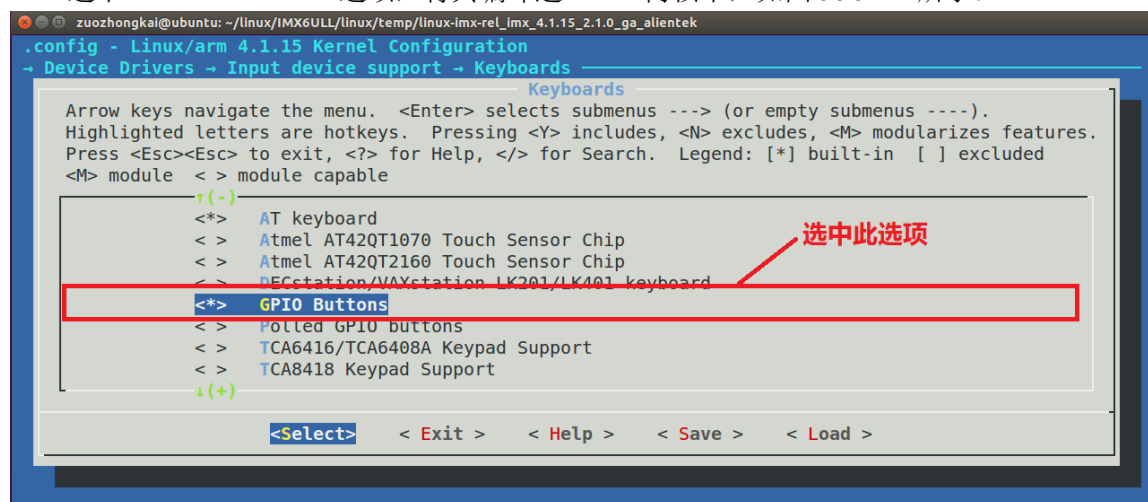 zuozhongkai@ubuntu: ~/linux/IMX6ULL/linux/temp/linux-imx-rel_imx_4.1.15_2.1.0_ga_alientek
.config - Linux/arm 4.1.15 Kernel Configuration
→ Device Drivers → Input device support → Keyboards
Keyboards
Arrow keys navigate the menu.  <Enter> selects submenus ---> (or empty submenus ----).
Highlighted letters are hotkeys.  Pressing <Y> includes, <N> excludes, <M> modularizes features.
Press <Esc><Esc> to exit, <?> for Help, </> for Search.  Legend: [*] built-in  [ ] excluded
<M> module  < > module capable
↑(-)
<*>   AT keyboard
< >   Atmel AT42QT1070 Touch Sensor Chip
选中此选项
< >   Atmel AT42QT2160 Touch Sensor Chip
< >   DECstation/VAXstation LK201/LK401 keyboard
<*>   GPIO Buttons
< >   Polled GPIO buttons
< >   TCA6416/TCA6408A Keypad Support
< >   TCA8418 Keypad Support
↓(+)
<Select>    < Exit >    < Help >    < Save >    < Load >